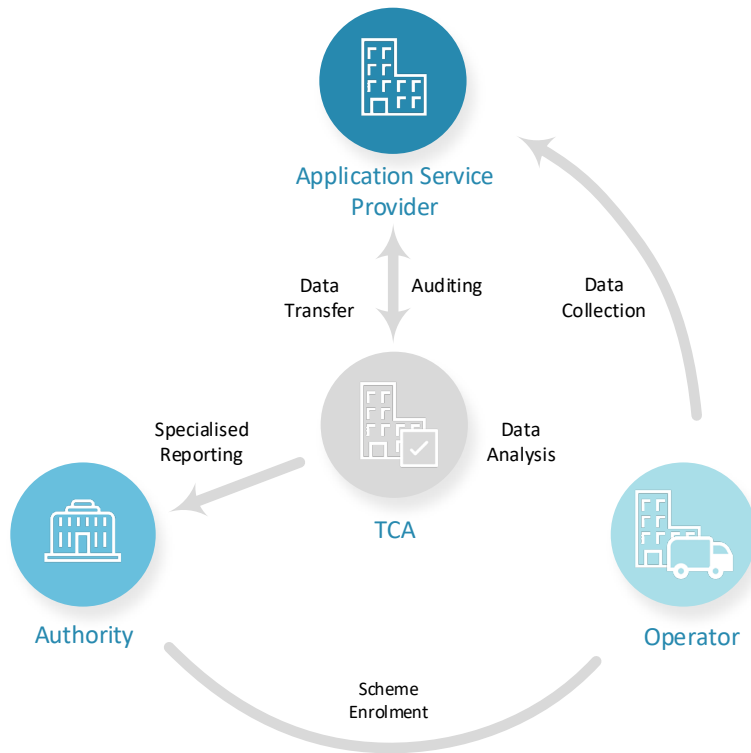 Application Service
Provider
Data
Transfer
Auditing
Data
Collection
Specialised
Reporting
Data
Analysis
TCA
Authority
Operator
Scheme
Enrolment